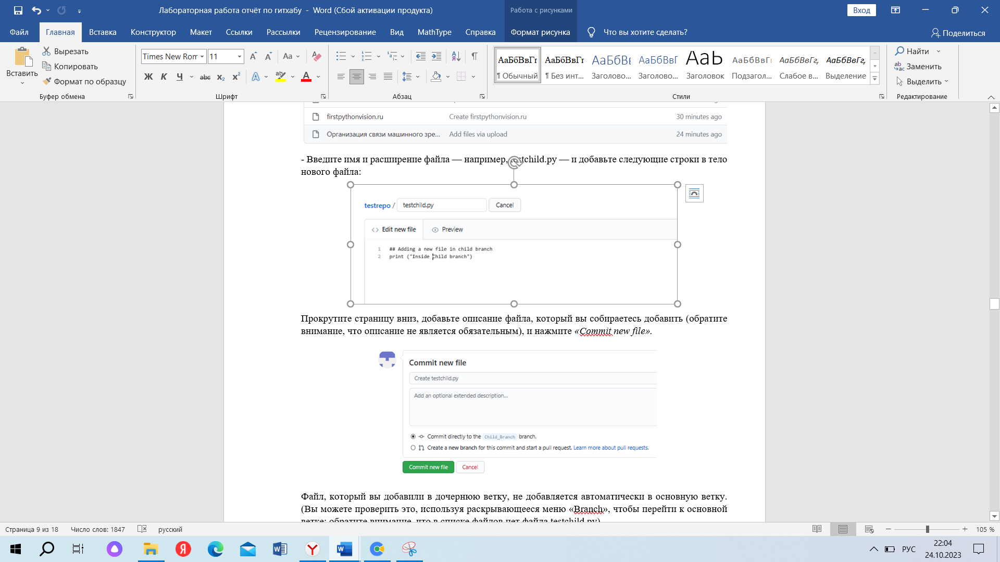 Лабораторная работа отчёт по гитхабу - Word (Сбой активации продукта)
Работа с рисунками
Вход
Файл
Главная
Вставка
Конструктор
Макет
Ссылки
Рассылки
Рецензирование
Вид
MathType
Справка
Формат рисунка
Что вы хотите сделать?
Поделиться
Вставить
Вырезать
Копировать
Формат по образцу
Буфер обмена
Times New Ron
11
Aa
Ж К Ч abc x₂ x²
Шрифт
Абзац
АаБбВвГг АаБбВвГг АаБбВı АаБбВвГ АаЬ АаБбВвГı АаБбВвГг, АаБбВвГг,
¶ Обычный
¶ Без инт...
Заголово...
Заголово...
Заголовок
Подзагол...
Слабое в...
Выделение
Стили
Найти
Заменить
Выделить
Редактирование
firstpythonvision.ru Create firstpythonvision.ru 30 minutes ago
Организация связи машинного зре... Add files via upload 24 minutes ago
- Введите имя и расширение файла — например, testchild.py — и добавьте следующие строки в тело
нового файла:
testrepo / testchild.py Cancel
Edit new file Preview
1 ## Adding a new file in child branch
2 print ("Inside Child branch")
Прокрутите страницу вниз, добавьте описание файла, который вы собираетесь добавить (обратите
внимание, что описание не является обязательным), и нажмите «Commit new file».
Commit new file
Create testchild.py
Add an optional extended description...
Commit directly to the Child_Branch branch.
Create a new branch for this commit and start a pull request. Learn more about pull requests.
Commit new file Cancel
Файл, который вы добавили в дочернюю ветку, не добавляется автоматически в основную ветку.
(Вы можете проверить это, используя раскрывающееся меню «Branch», чтобы перейти к основной
ветке; обратите внимание, что в списке файлов нет файла testchild.py)
Страница 9 из 18
Число слов: 1847
русский
105 %
РУС
22:04
24.10.2023